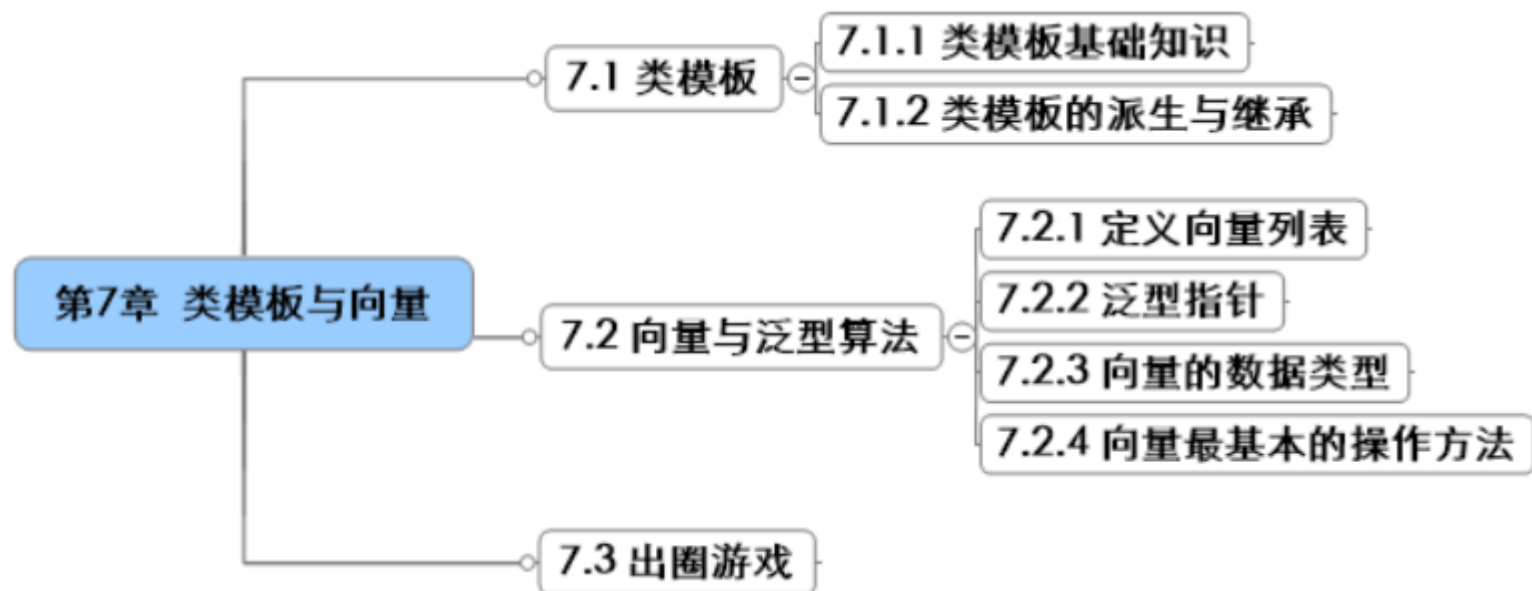 第7章 类模板与向量
7.1 类模板
7.1.1 类模板基础知识
7.1.2 类模板的派生与继承
7.2 向量与泛型算法
7.2.1 定义向量列表
7.2.2 泛型指针
7.2.3 向量的数据类型
7.2.4 向量最基本的操作方法
7.3 出圈游戏